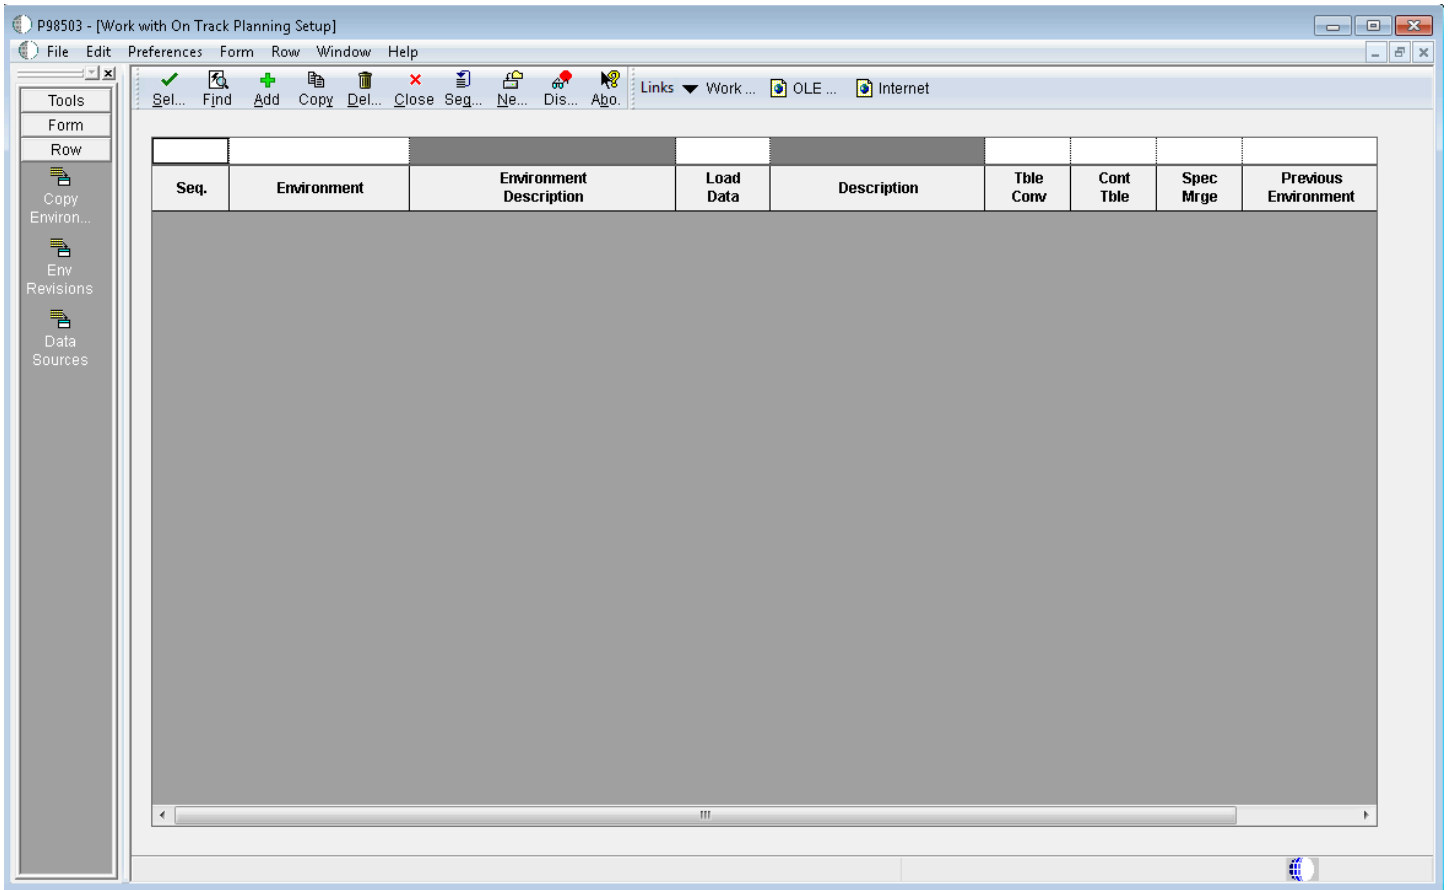 P98503 - [Work with On Track Planning Setup]
File Edit Preferences Form Row Window Help
Tools
Form
Row
Copy
Environ...
Env
Revisions
Data
Sources
Sel... Find Add Copy Del... Close Seq... Ne... Dis... Abo. Links Work ... OLE ... Internet
Seq. Environment Environment Description Load Data Description Tble Conv Cont Tble Spec Mrge Previous Environment